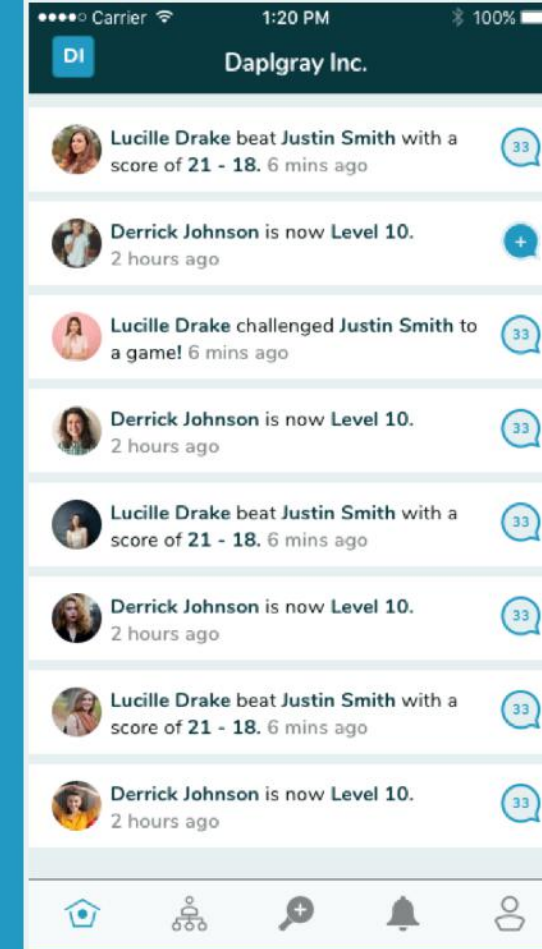 Carrier 1:20 PM 100%
DI
Daplgray Inc.
Lucille Drake beat Justin Smith with a
score of 21 - 18. 6 mins ago
33
Derrick Johnson is now Level 10.
2 hours ago
+
Lucille Drake challenged Justin Smith to
a game! 6 mins ago
33
Derrick Johnson is now Level 10.
2 hours ago
33
Lucille Drake beat Justin Smith with a
score of 21 - 18. 6 mins ago
33
Derrick Johnson is now Level 10.
2 hours ago
33
Lucille Drake beat Justin Smith with a
score of 21 - 18. 6 mins ago
33
Derrick Johnson is now Level 10.
2 hours ago
33